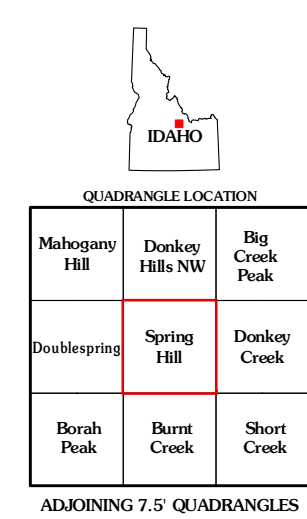 IDAHO
QUADRANGLE LOCATION
Mahogany
Hill
Donkey
Hills NW
Big
Creek
Peak
Doublespring
Spring
Hill
Donkey
Creek
Borah
Peak
Burnt
Creek
Short
Creek
ADJOINING 7.5' QUADRANGLES